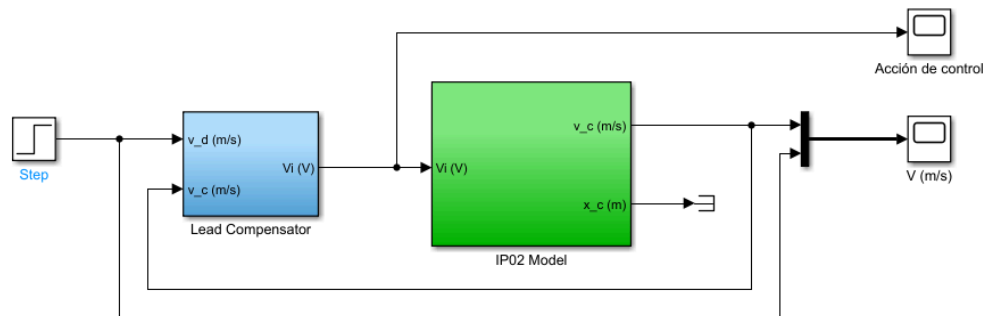 Acción de control
v_d (m/s)
v_c (m/s)
Vi (V)
Lead Compensator
Step
Vi (V)
v_c (m/s)
x_c (m)
IP02 Model
V (m/s)